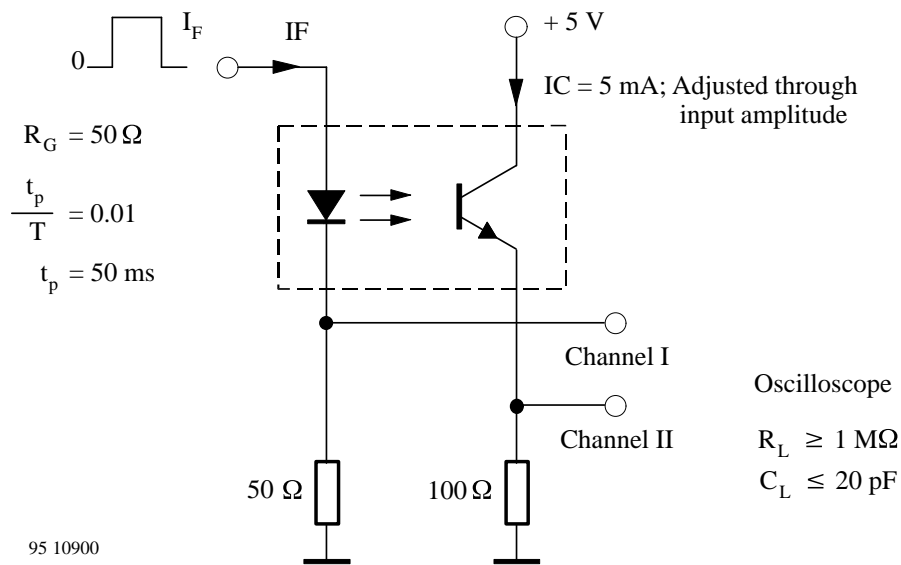 I_F
0
IF
+ 5 V
IC = 5 mA; Adjusted through
input amplitude
R_G = 50 Ω
t_p
T
= 0.01
t_p = 50 ms
Channel I
Channel II
Oscilloscope
R_L ≥ 1 MΩ
C_L ≤ 20 pF
50 Ω
100 Ω
95 10900